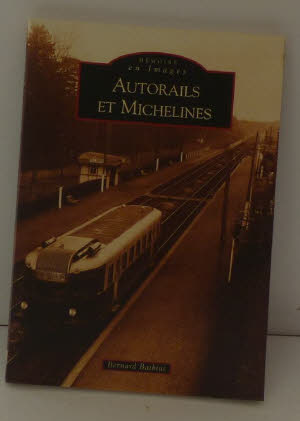 MÉMOIRE
en Images
AUTORAILS
ET MICHELINES
Bernard Bathiat